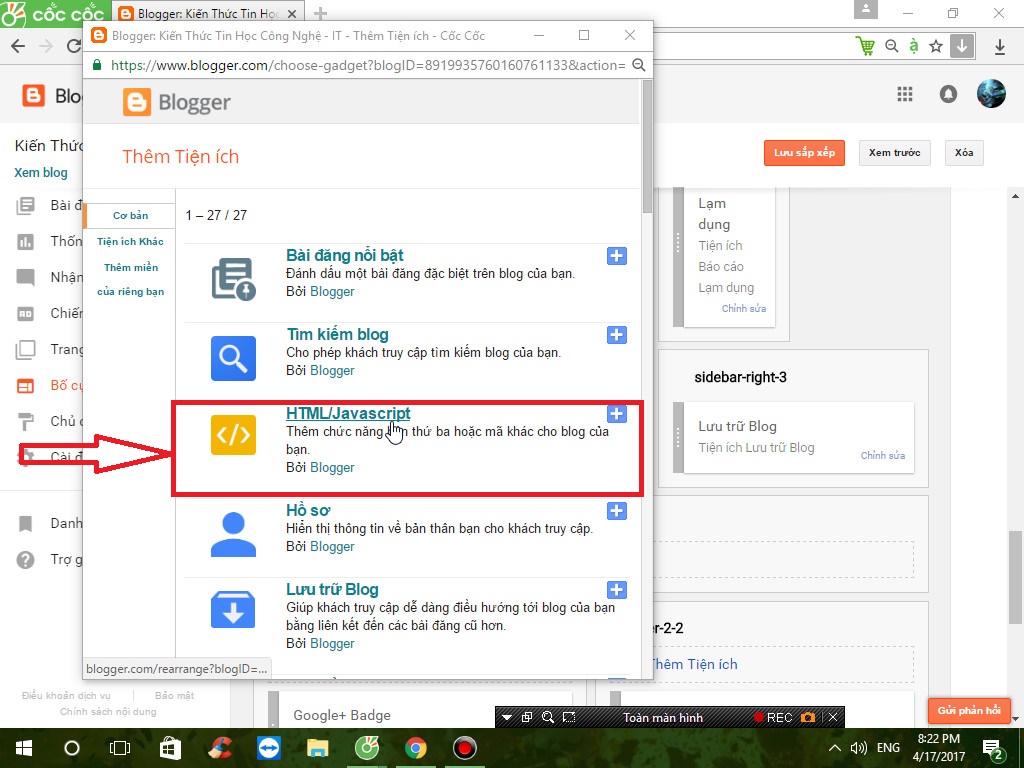 cốc cốc
Blogger: Kiến Thức Tin Học
Blogger: Kiến Thức Tin Học Công Nghệ - IT - Thêm Tiện ích - Cốc Cốc
https://www.blogger.com/choose-gadget?blogID=8919935760160761133&action=
Blogger
Thêm Tiện ích
Cơ bản
Tiện ích Khác
Thêm miền
của riêng bạn
1 – 27 / 27
Bài đăng nổi bật
Đánh dấu một bài đăng đặc biệt trên blog của bạn.
Bởi Blogger
Tìm kiếm blog
Cho phép khách truy cập tìm kiếm blog của bạn.
Bởi Blogger
HTML/Javascript
Thêm chức năng thứ ba hoặc mã khác cho blog của
bạn.
Bởi Blogger
Hồ sơ
Hiển thị thông tin về bản thân bạn cho khách truy cập.
Bởi Blogger
Lưu trữ Blog
Giúp khách truy cập dễ dàng điều hướng tới blog của bạn
bằng liên kết đến các bài đăng cũ hơn.
Bởi Blogger
blogger.com/rearrange?blogID=...
Kiến Thức
Xem blog
Bài đ
Thốn
Nhận
Chiến
Trang
Bố cụ
Chủ
Cài đ
Danh
Trợ g
Điều khoản dịch vụ
Bảo mật
Chính sách nội dung
Lưu sắp xếp
Xem trước
Xóa
Lạm
dụng
Tiện ích
Báo cáo
Lạm dụng
Chỉnh sửa
sidebar-right-3
Lưu trữ Blog
Tiện ích Lưu trữ Blog
Chỉnh sửa
r-2-2
Thêm Tiện ích
Google+ Badge
Gửi phản hồi
Toàn màn hình
REC
ENG
8:22 PM
4/17/2017
2